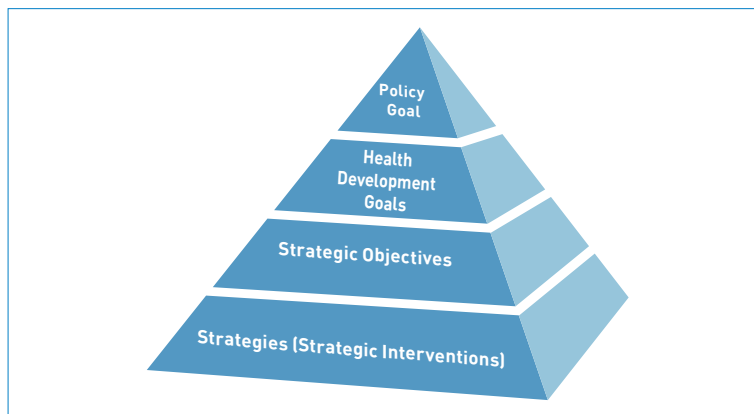 Policy
Goal
Health
Development
Goals
Strategic Objectives
Strategies (Strategic Interventions)